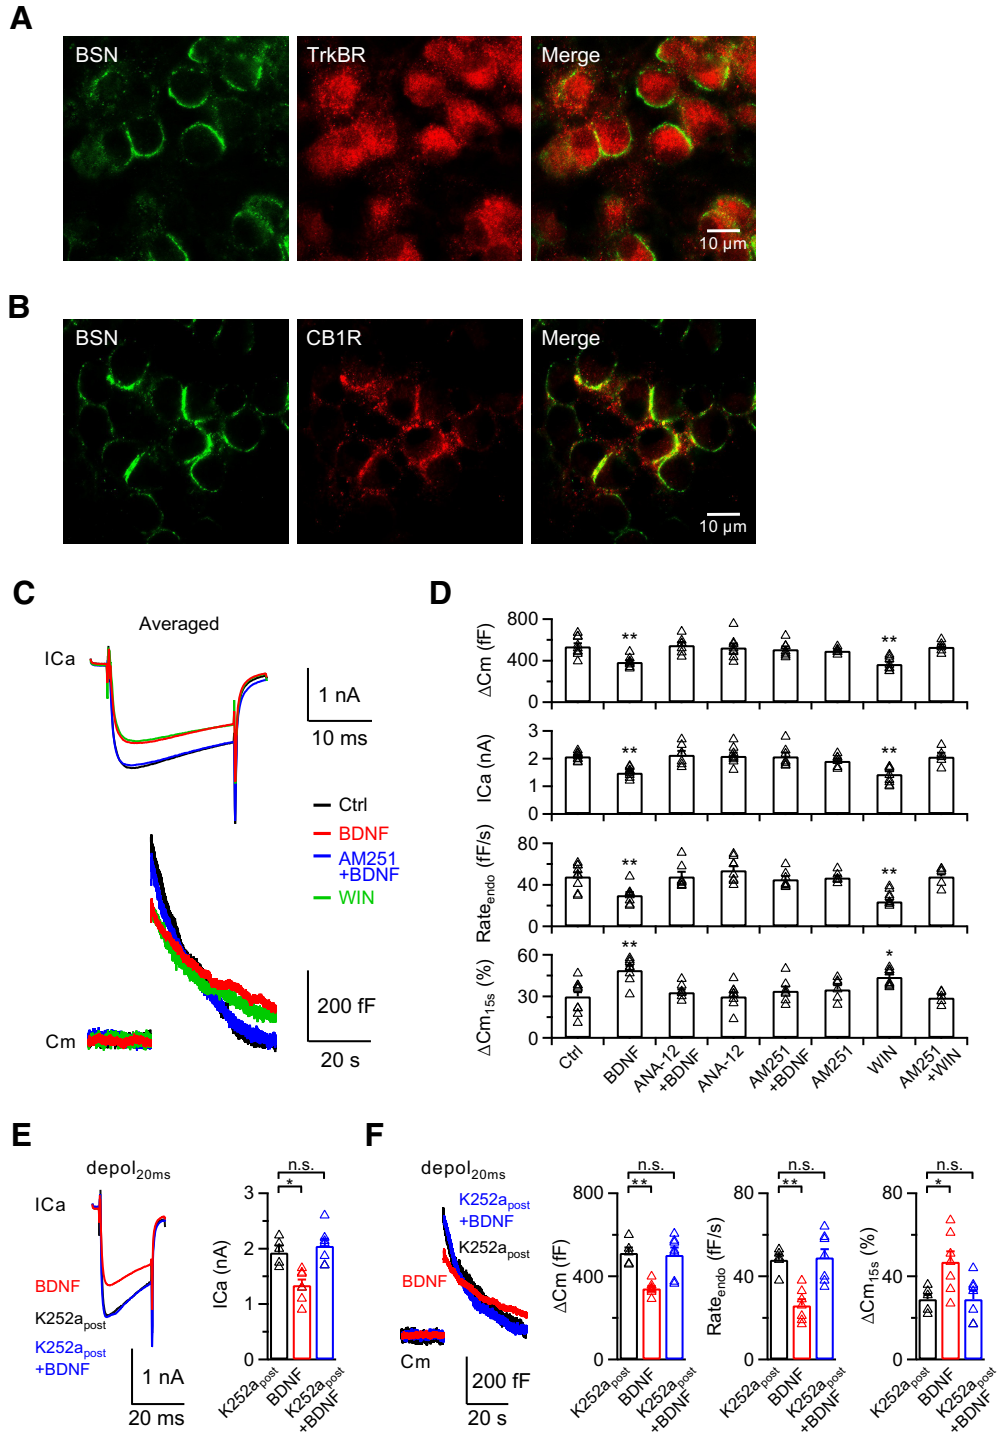 A
BSN
TrkBR
Merge
10 µm
B
BSN
CB1R
Merge
10 µm
C
Averaged
ICa
1 nA
10 ms
Ctrl
BDNF
AM251
+BDNF
WIN
200 fF
20 s
Cm
D
ΔCm (fF)
800
400
0
ICa (nA)
3
2
1
0
Rateendo (fF/s)
80
40
0
ΔCm15s (%)
60
30
0
Ctrl
BDNF
ANA-12
+BDNF
ANA-12
AM251
+BDNF
AM251
WIN
AM251
+WIN
**
**
**
**
**
**
**
*
E
depol20ms
ICa
BDNF
K252apost
K252apost
+BDNF
1 nA
20 ms
ICa (nA)
3
2
1
0
n.s.
*
K252apost
BDNF
K252apost
+BDNF
F
depol20ms
K252apost
+BDNF
K252apost
BDNF
Cm
200 fF
20 s
ΔCm (fF)
800
400
0
n.s.
**
K252apost
BDNF
K252apost
+BDNF
Rateendo (fF/s)
80
40
0
n.s.
**
K252apost
BDNF
K252apost
+BDNF
ΔCm15s (%)
80
40
0
n.s.
*
K252apost
BDNF
K252apost
+BDNF